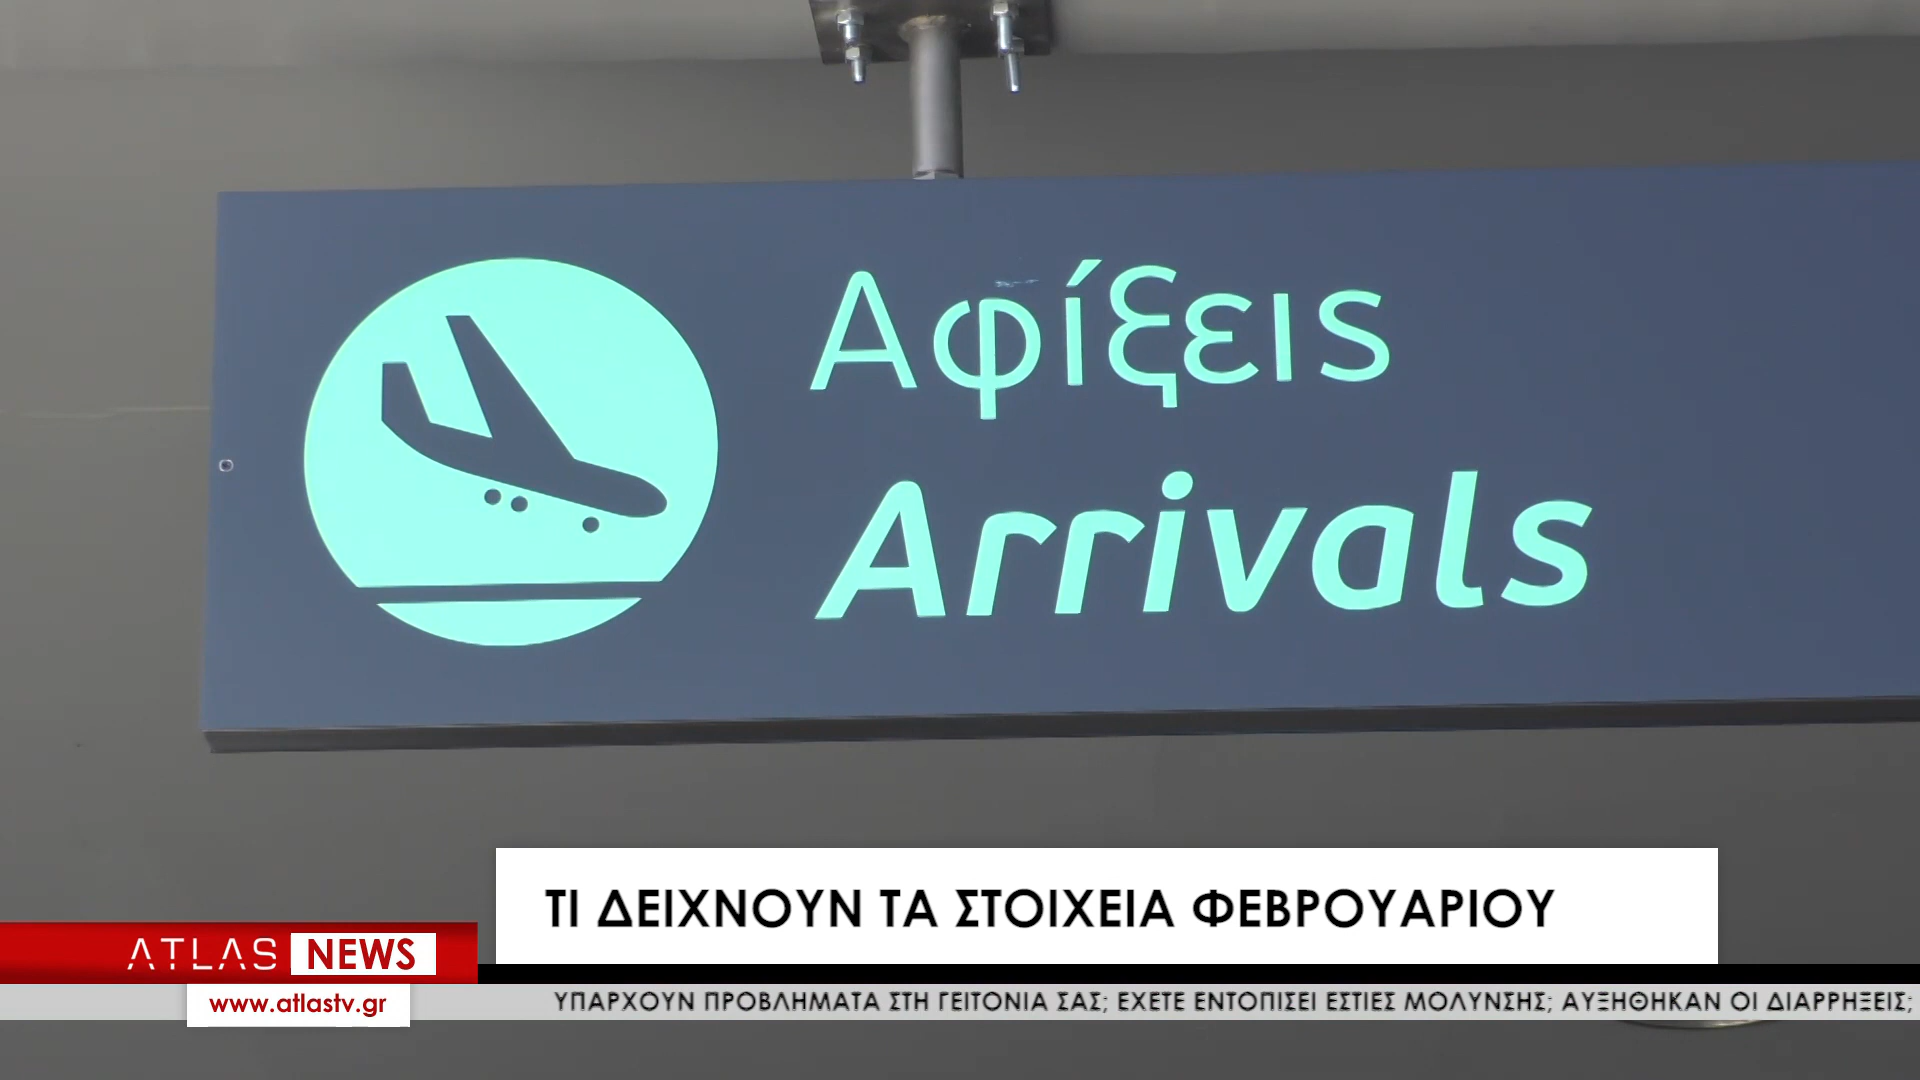 Αφίξεις
Arrivals
ΤΙ ΔΕΙΧΝΟΥΝ ΤΑ ΣΤΟΙΧΕΙΑ ΦΕΒΡΟΥΑΡΙΟΥ
ATLAS NEWS
www.atlastv.gr
ΥΠΑΡΧΟΥΝ ΠΡΟΒΛΗΜΑΤΑ ΣΤΗ ΓΕΙΤΟΝΙΑ ΣΑΣ; ΕΧΕΤΕ ΕΝΤΟΠΙΣΕΙ ΕΣΤΙΕΣ ΜΟΛΥΝΣΗΣ; ΑΥΞΗΘΗΚΑΝ ΟΙ ΔΙΑΡΡΗΞΕΙΣ;